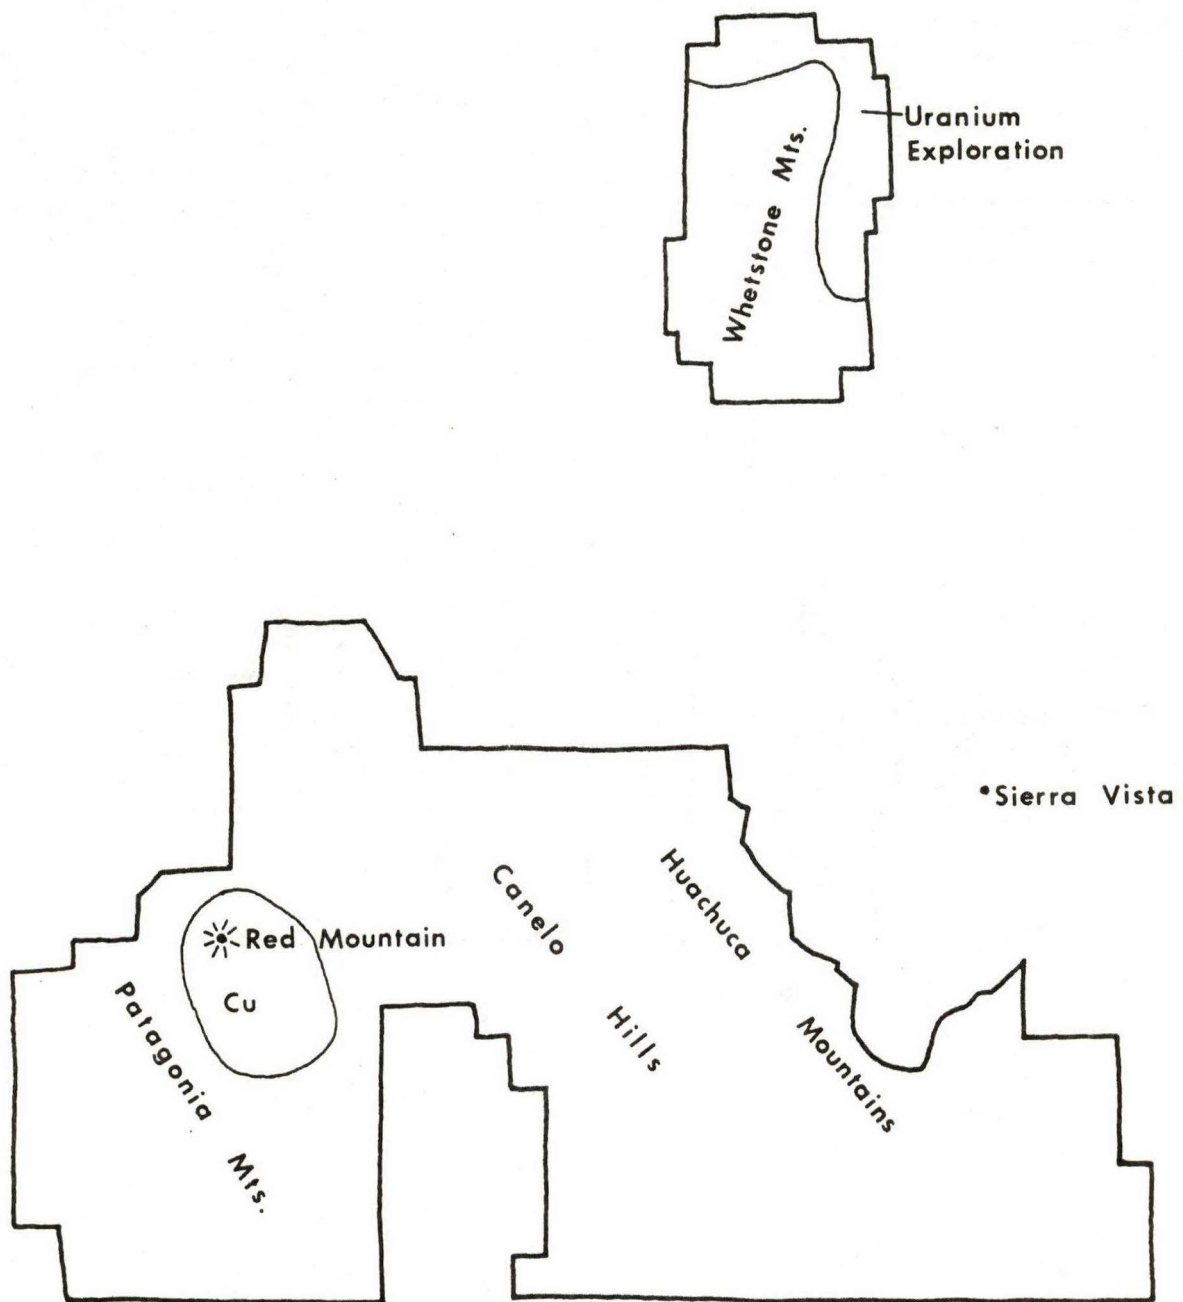 Uranium
Exploration
Whetstone Mts.
•Sierra Vista
Canelo
Hills
Huachuca
Mountains
Red Mountain
Cu
Patagonia
Mts.